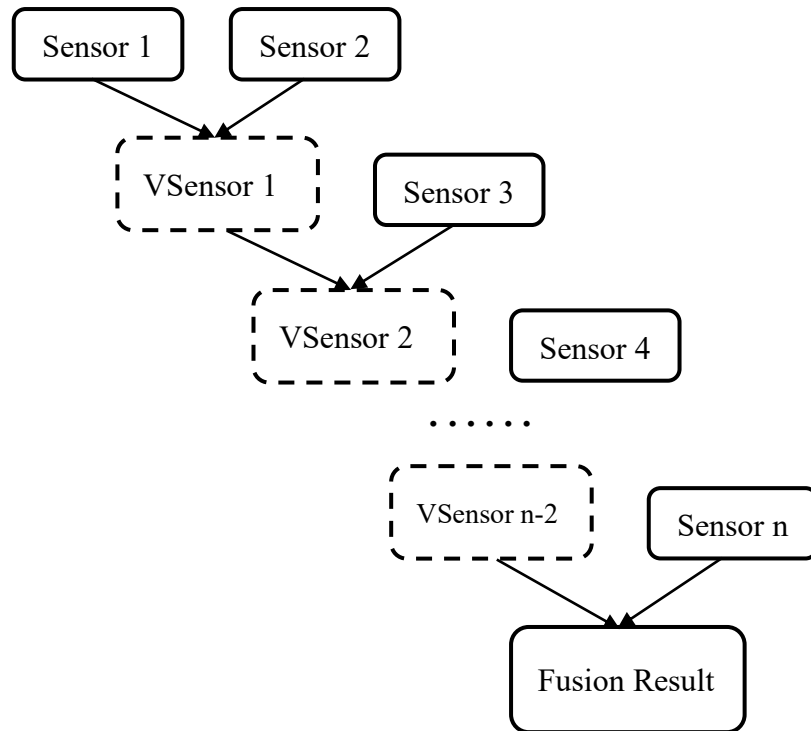 Sensor 1
Sensor 2
VSensor 1
Sensor 3
VSensor 2
Sensor 4
......
VSensor n-2
Sensor n
Fusion Result